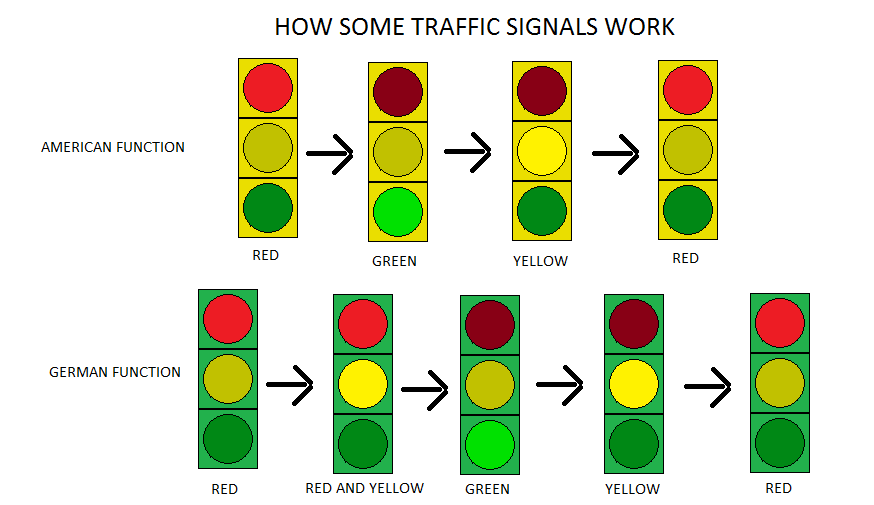 HOW SOME TRAFFIC SIGNALS WORK
AMERICAN FUNCTION
RED
GREEN
YELLOW
RED
GERMAN FUNCTION
RED
RED AND YELLOW
GREEN
YELLOW
RED